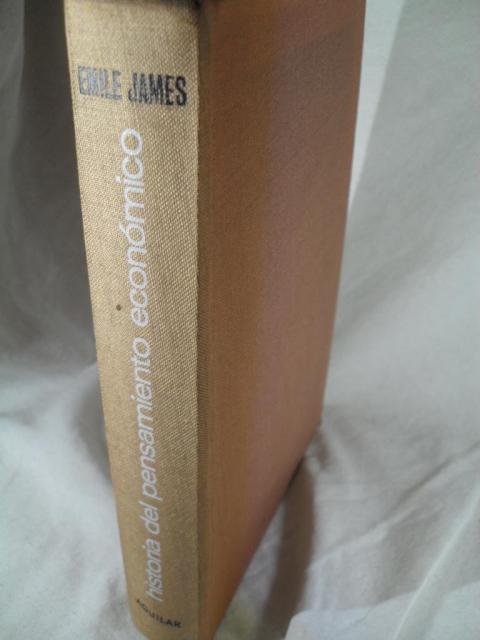 EMILE JAMES
historia del pensamiento económico
AGUILAR